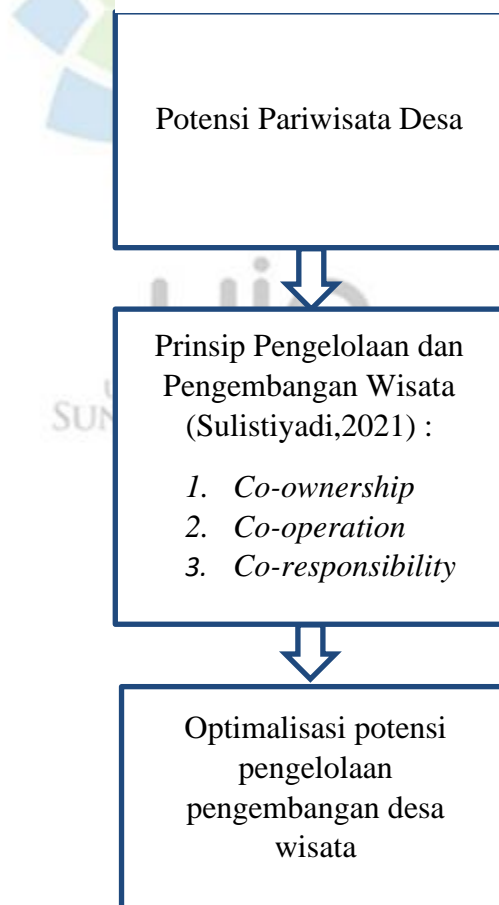 Potensi Pariwisata Desa
Prinsip Pengelolaan dan
Pengembangan Wisata
(Sulistiyadi,2021) :
1. Co-ownership
2. Co-operation
3. Co-responsibility
Optimalisasi potensi
pengelolaan
pengembangan desa
wisata